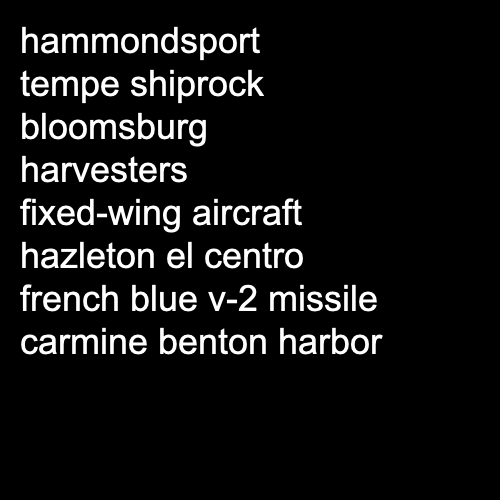 hammondsport
tempe shiprock
bloomsburg
harvesters
fixed-wing aircraft
hazleton el centro
french blue v-2 missile
carmine benton harbor